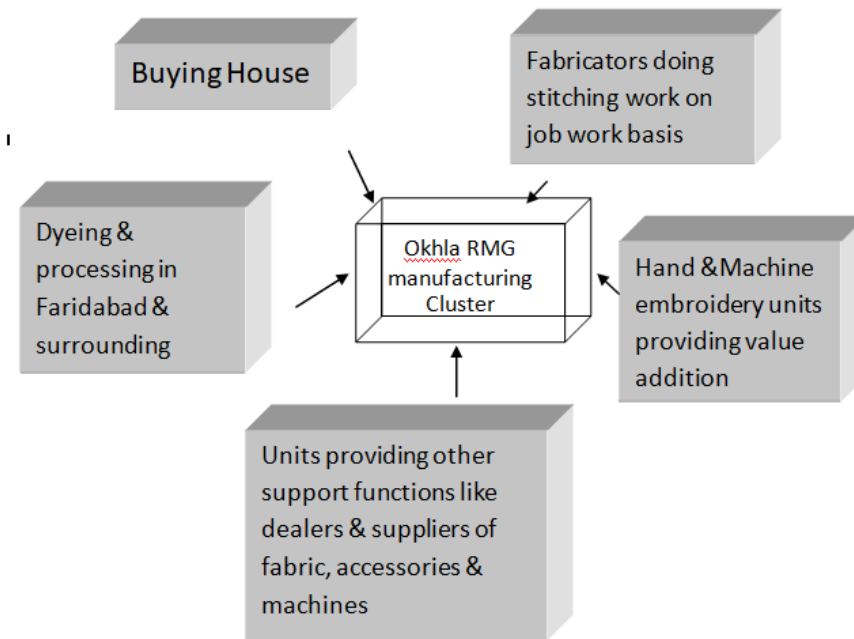 Buying House
Fabricators doing
stitching work on
job work basis
Dyeing &
processing in
Faridabad &
surrounding
Okhla RMG
manufacturing
Cluster
Hand &Machine
embroidery units
providing value
addition
Units providing other
support functions like
dealers & suppliers of
fabric, accessories &
machines